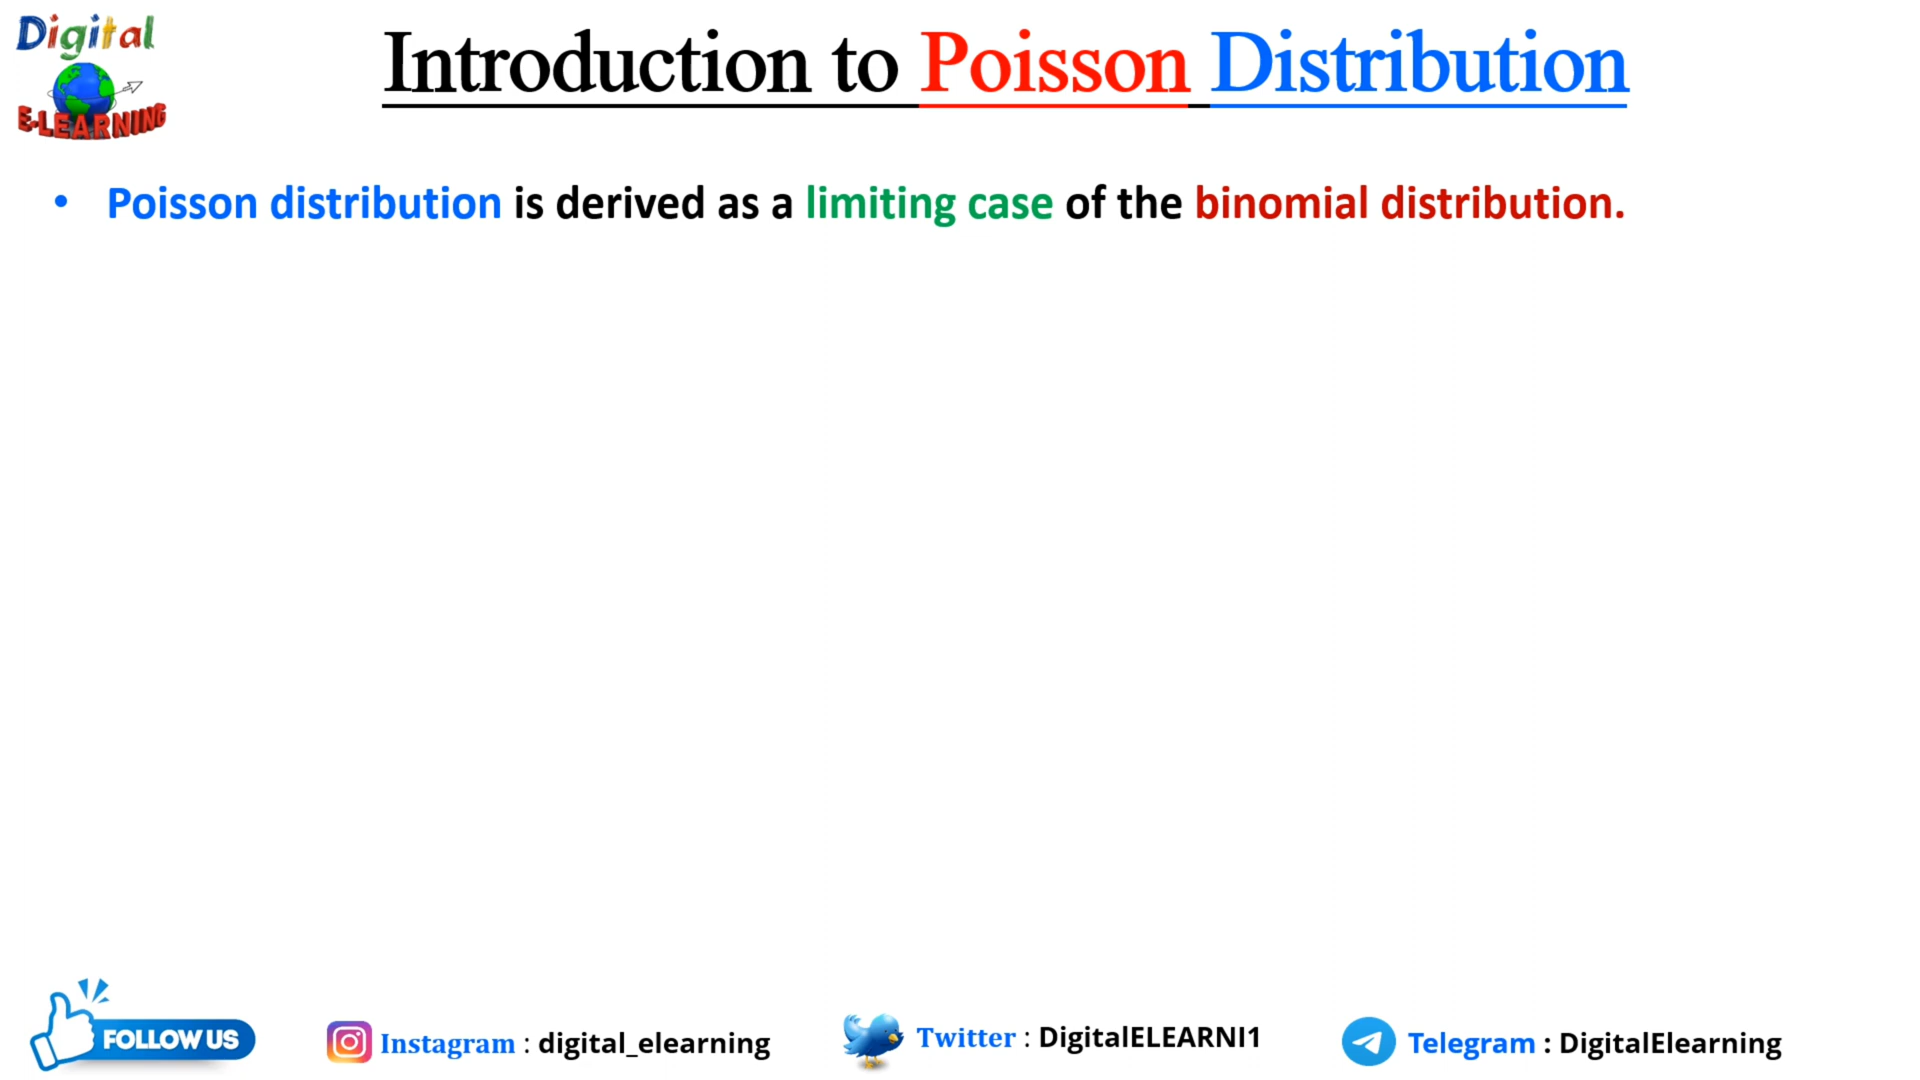 Digital
E-LEARNING
Introduction to Poisson Distribution
• Poisson distribution is derived as a limiting case of the binomial distribution.
FOLLOW US
Instagram : digital_elearning
Twitter : DigitalELEARNI1
Telegram : DigitalElearning